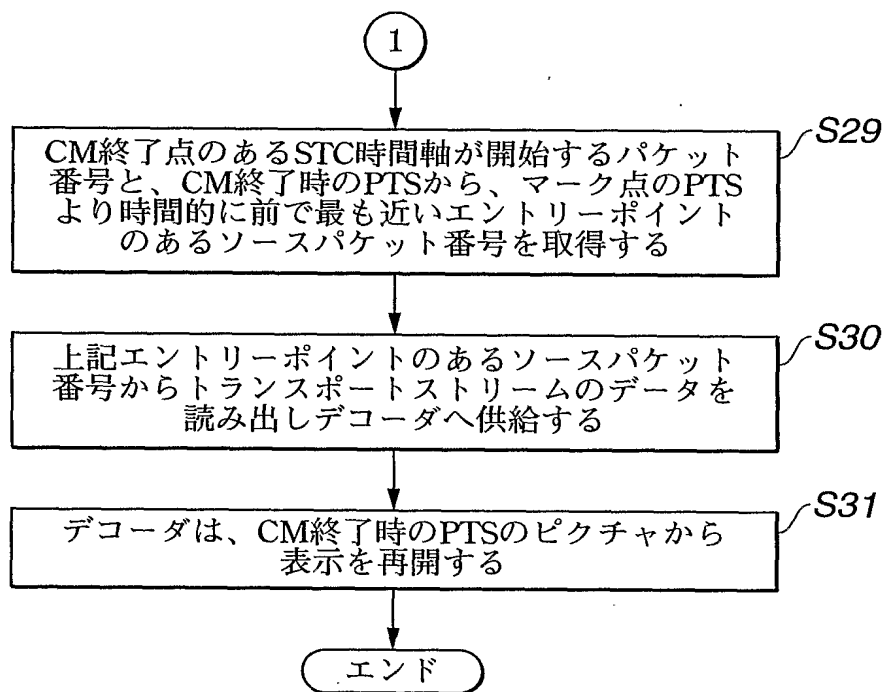 1
S29
CM終了点のあるSTC時間軸が開始するパケット
番号と、CM終了時のPTSから、マーク点のPTS
より時間的に前で最も近いエントリーポイント
のあるソースパケット番号を取得する
S30
上記エントリーポイントのあるソースパケット
番号からトランスポートストリームのデータを
読み出しデコーダへ供給する
S31
デコーダは、CM終了時のPTSのピクチャから
表示を再開する
エンド